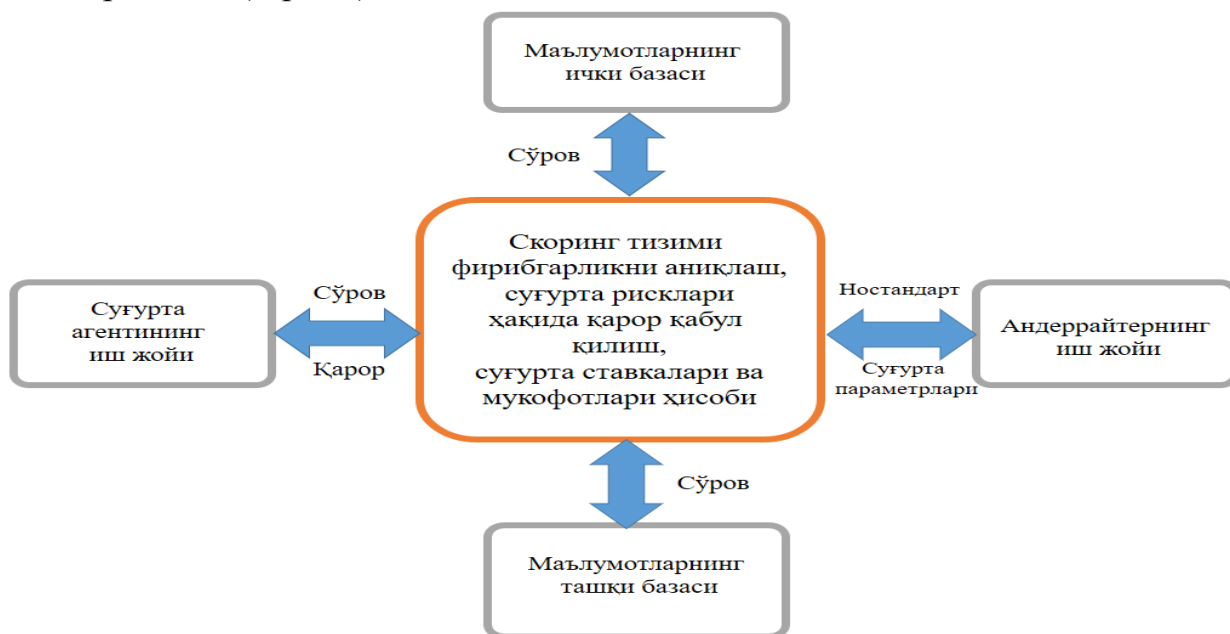 Маълумотларнинг
ички базаси
Сўров
Скоринг тизими
фирибгарликни аниқлаш,
суғурта рисклари
ҳақида қарор қабул
қилиш,
суғурта ставкалари ва
мукофотлари ҳисоби
Суғурта
агентининг
иш жойи
Сўров
Қарор
Ностандарт
Суғурта
параметрлари
Андеррайтернинг
иш жойи
Сўров
Маълумотларнинг
ташқи базаси